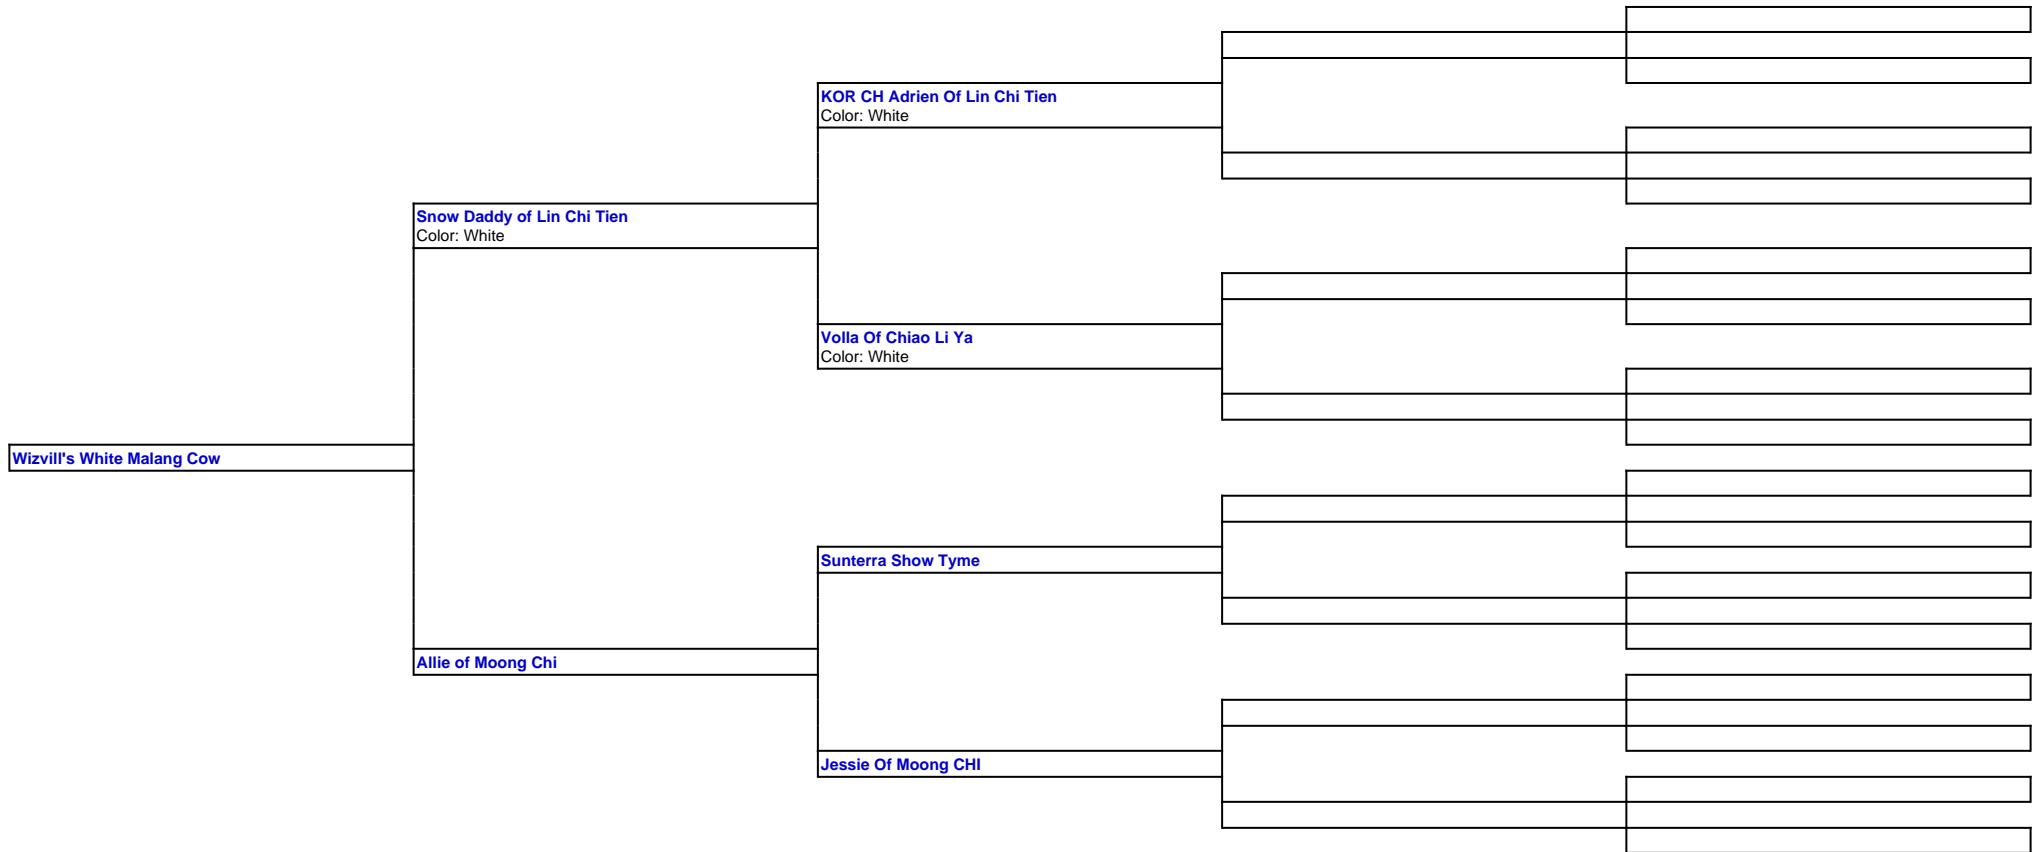 KOR CH Adrien Of Lin Chi Tien
Color: White
Snow Daddy of Lin Chi Tien
Color: White
Volla Of Chiao Li Ya
Color: White
Wizvill's White Malang Cow
Sunterra Show Tyme
Allie of Moong Chi
Jessie Of Moong CHI